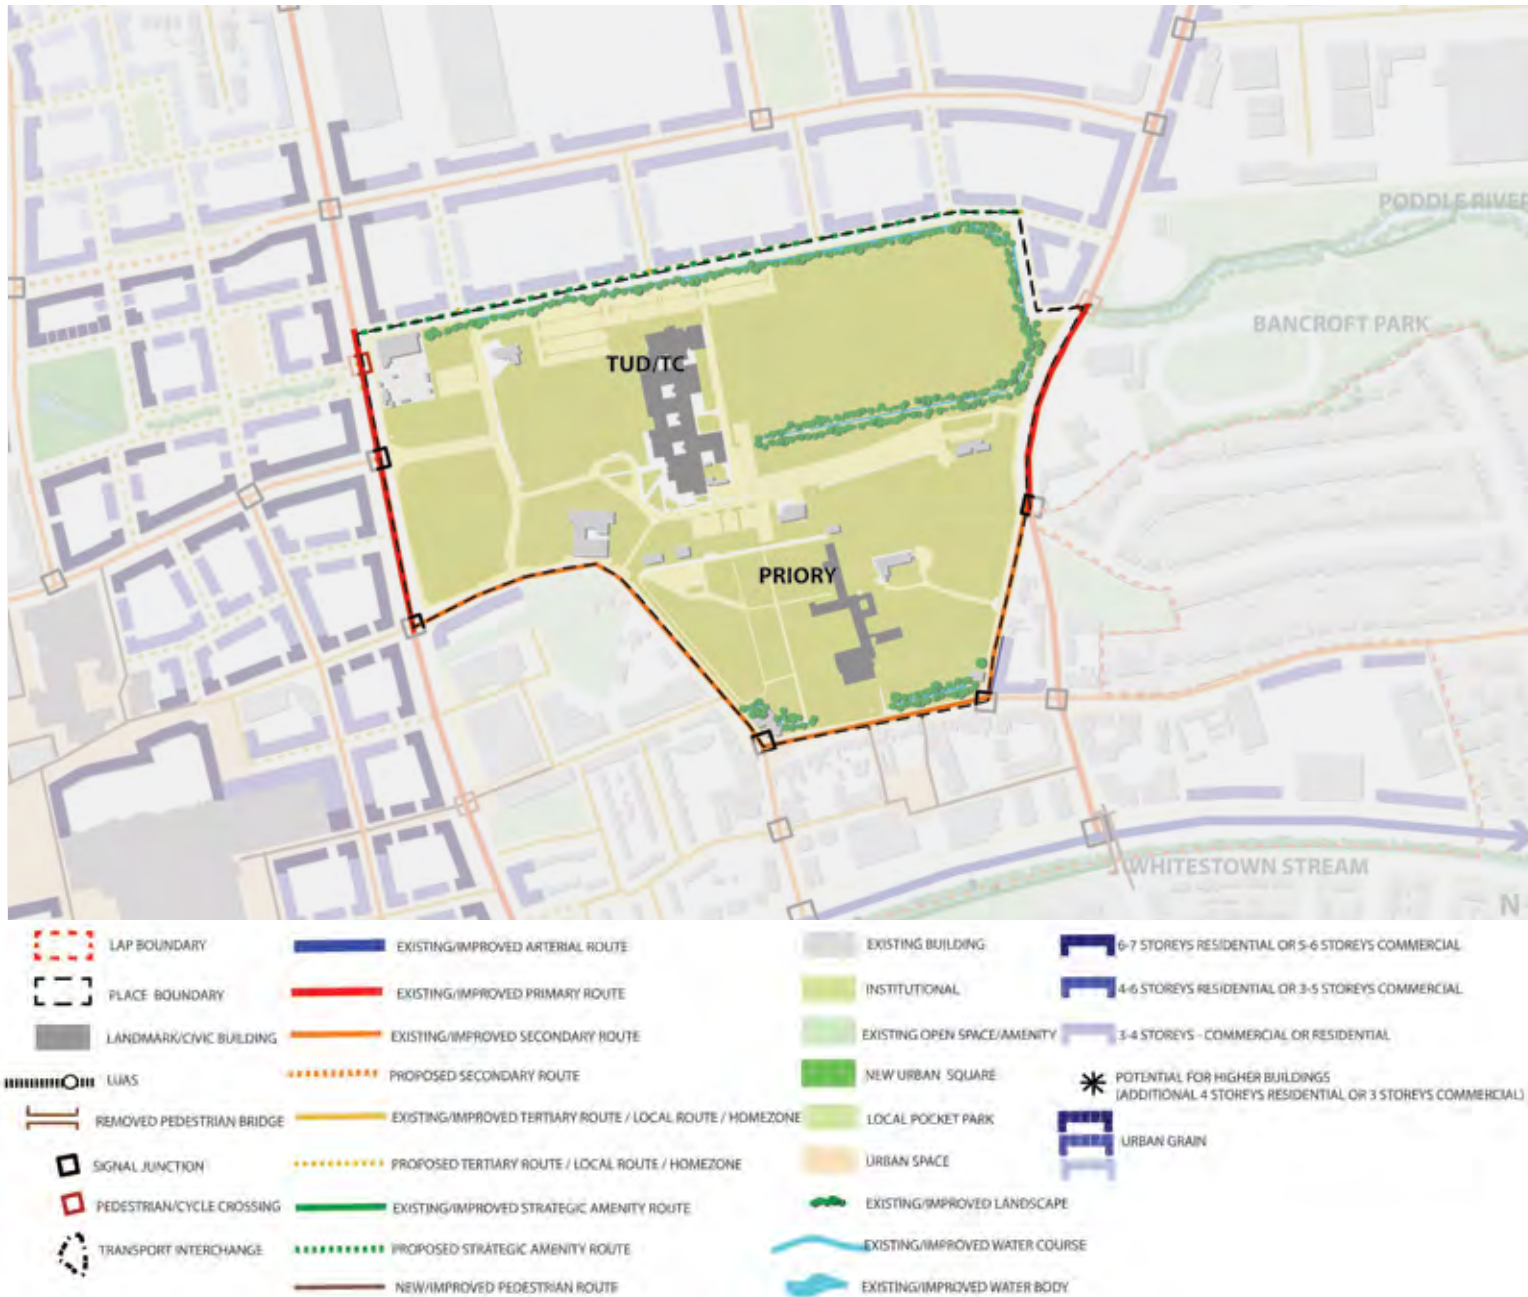 PODDLE RIVER
BANCROFT PARK
TUD/TC
PRIORY
WHITESTOWN STREAM
N
LAP BOUNDARY
PLACE BOUNDARY
LANDMARK/CIVIC BUILDING
LUAS
REMOVED PEDESTRIAN BRIDGE
SIGNAL JUNCTION
PEDESTRIAN/CYCLE CROSSING
TRANSPORT INTERCHANGE
EXISTING/IMPROVED ARTERIAL ROUTE
EXISTING/IMPROVED PRIMARY ROUTE
EXISTING/IMPROVED SECONDARY ROUTE
PROPOSED SECONDARY ROUTE
EXISTING/IMPROVED TERTIARY ROUTE / LOCAL ROUTE / HOMEZONE
PROPOSED TERTIARY ROUTE / LOCAL ROUTE / HOMEZONE
EXISTING/IMPROVED STRATEGIC AMENITY ROUTE
PROPOSED STRATEGIC AMENITY ROUTE
NEW/IMPROVED PEDESTRIAN ROUTE
EXISTING BUILDING
INSTITUTIONAL
EXISTING OPEN SPACE/AMENITY
NEW URBAN SQUARE
LOCAL POCKET PARK
URBAN SPACE
EXISTING/IMPROVED LANDSCAPE
EXISTING/IMPROVED WATER COURSE
EXISTING/IMPROVED WATER BODY
6-7 STOREYS RESIDENTIAL OR 5-6 STOREYS COMMERCIAL
4-6 STOREYS RESIDENTIAL OR 3-5 STOREYS COMMERCIAL
3-4 STOREYS - COMMERCIAL OR RESIDENTIAL
POTENTIAL FOR HIGHER BUILDINGS
(ADDITIONAL 4 STOREYS RESIDENTIAL OR 3 STOREYS COMMERCIAL)
URBAN GRAIN